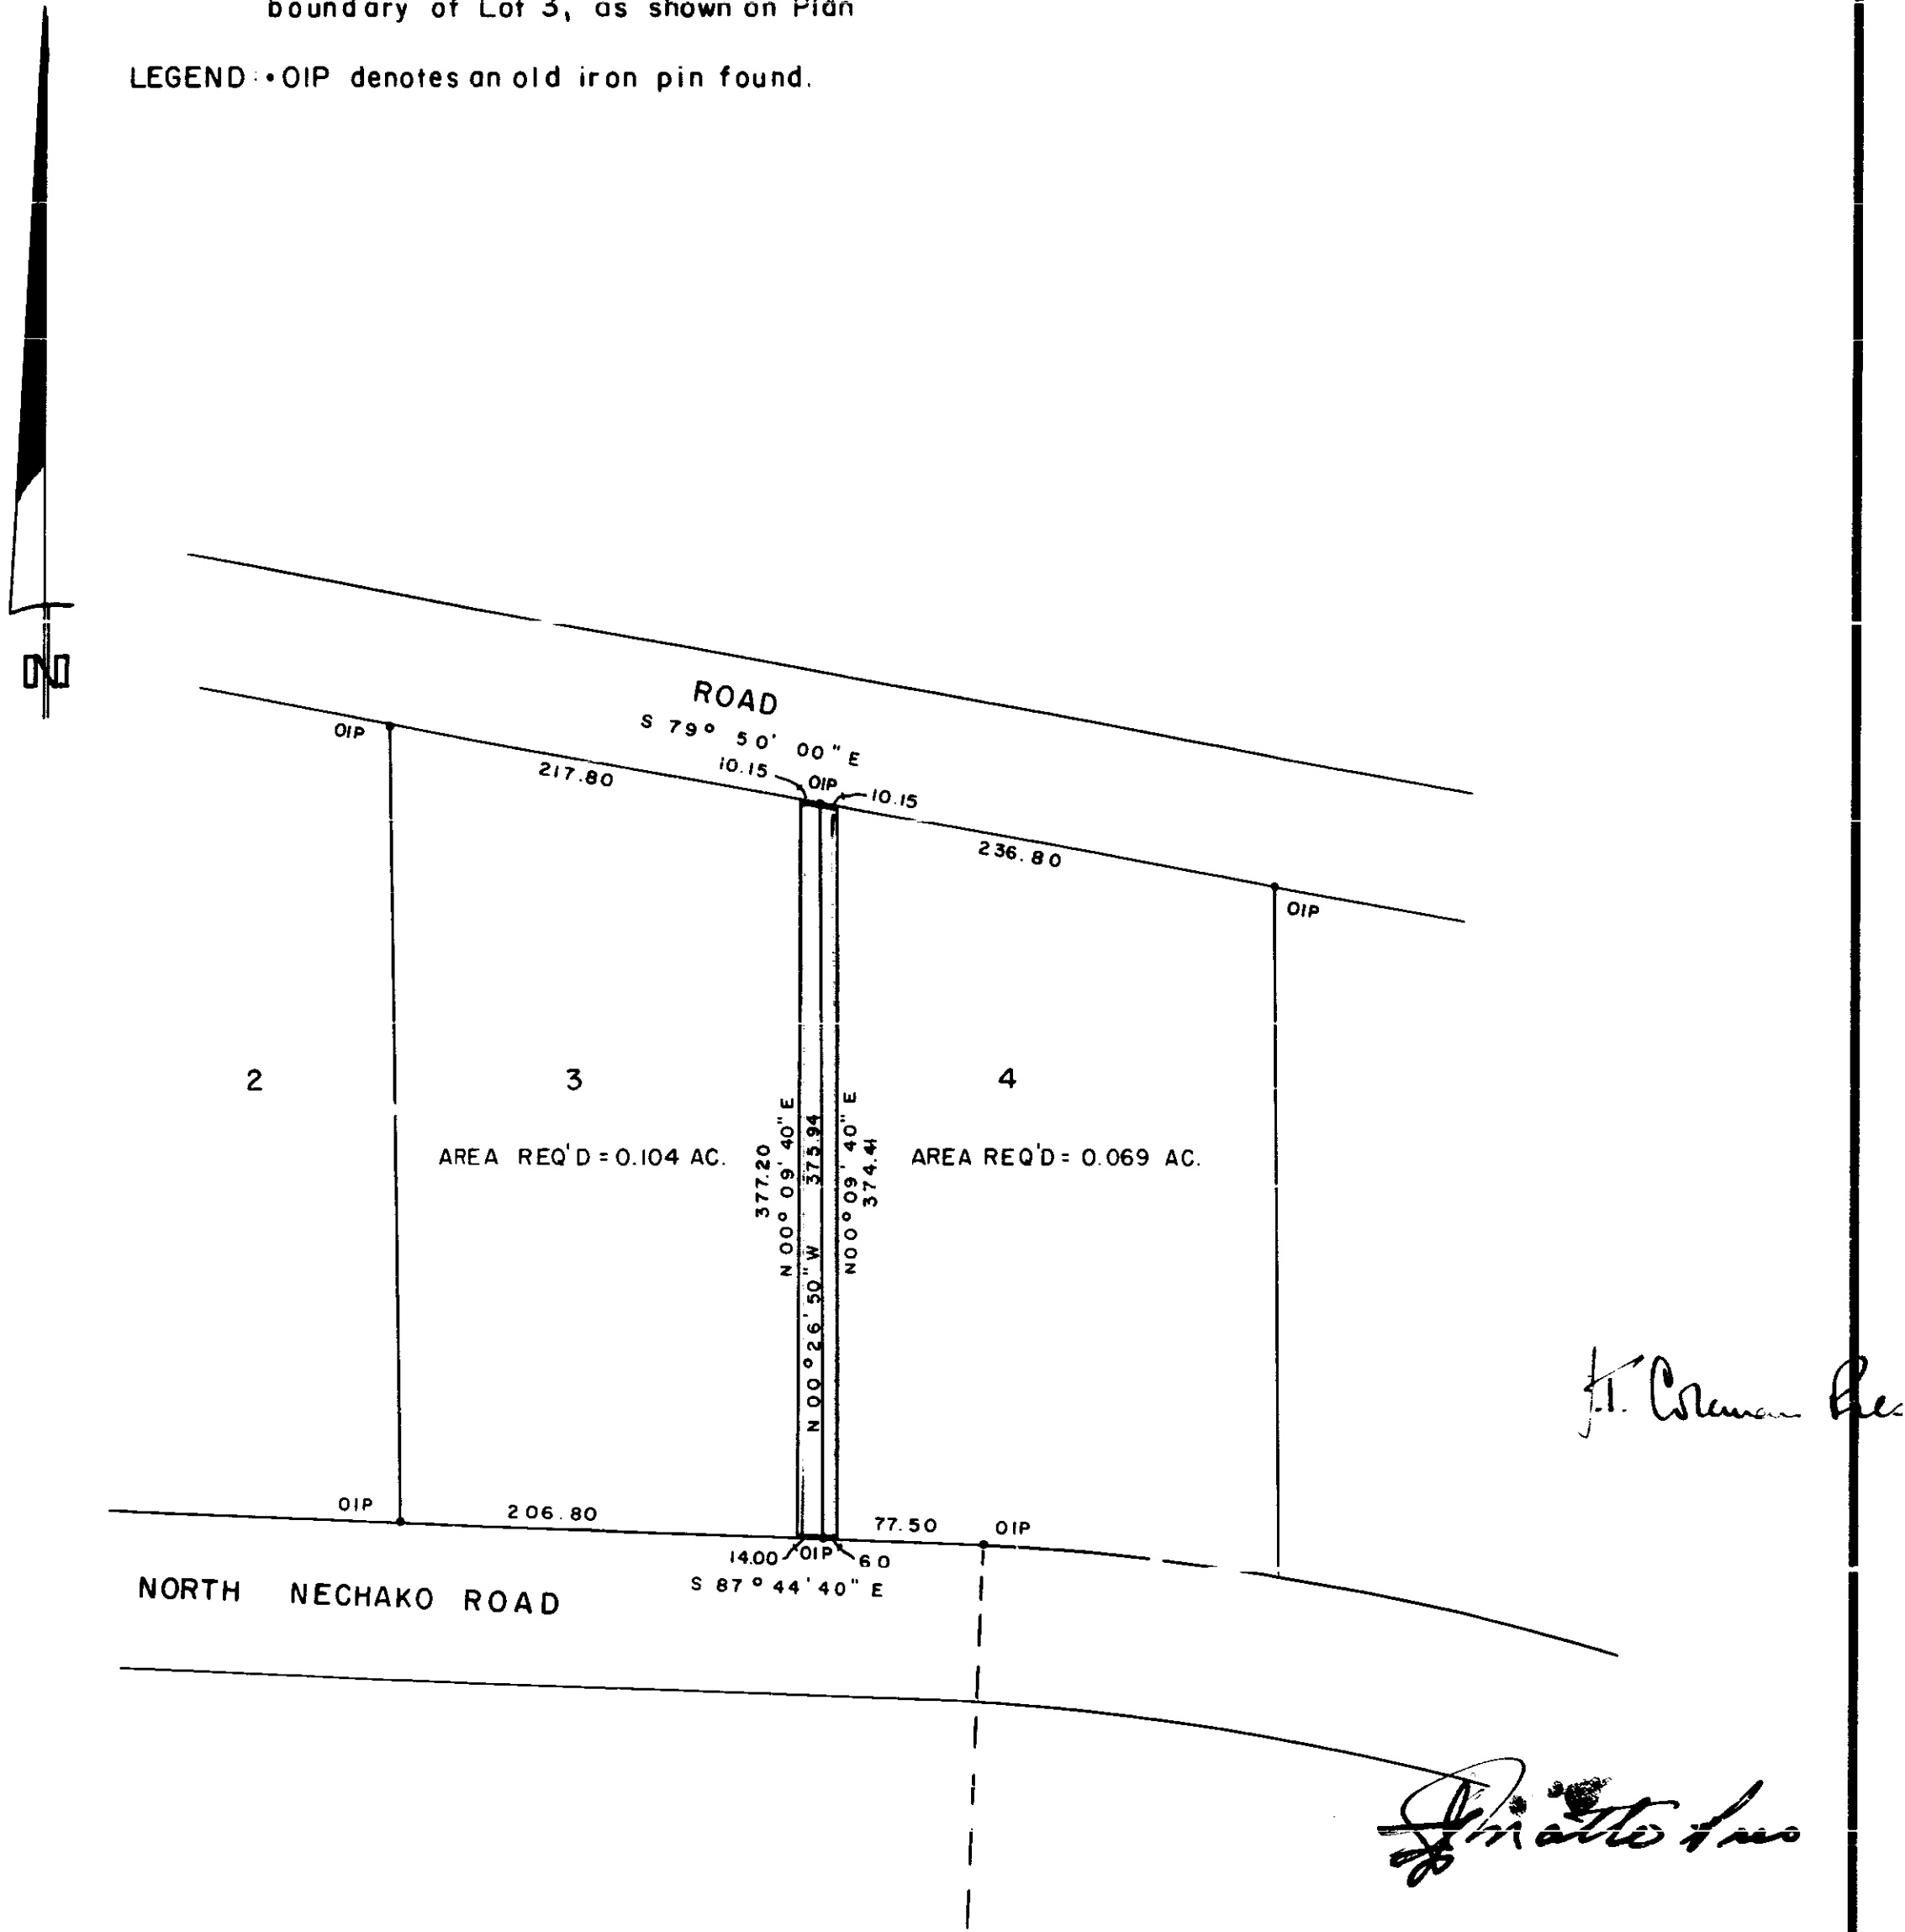 boundary of Lot 3, as shown on Plan
LEGEND : • OIP denotes an old iron pin found.
N
ROAD
S 79° 50' 00" E
OIP
217.80
10.15
OIP
10.15
236.80
OIP
2
3
4
AREA REQ'D = 0.104 AC.
377.20
N 00° 09' 40" E
N 00° 26' 50" W 375.94
N 00° 09' 40" E
374.41
AREA REQ'D = 0.069 AC.
OIP
206.80
77.50
OIP
14.00
OIP
6.0
S 87° 44' 40" E
NORTH NECHAKO ROAD
Coleman